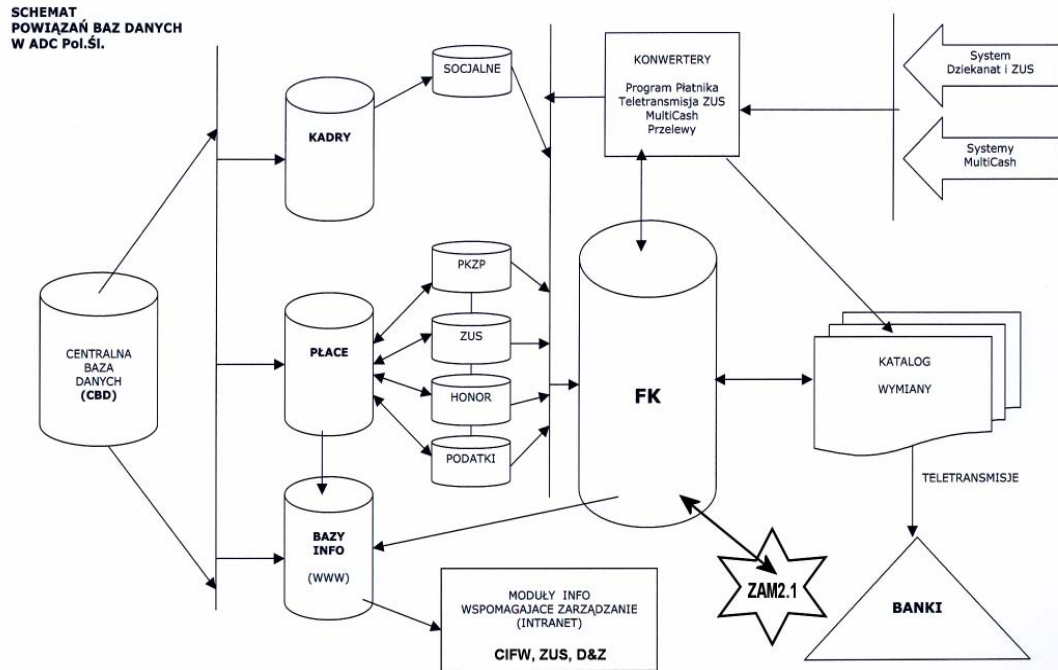 SCHEMAT
POWIĄZAŃ BAZ DANYCH
W ADC Pol.Śl.
SOCJALNE
KONWERTERY
Program Płatnika
Teletransmisja ZUS
MultiCash
Przelewy
System
Dziekanat i ZUS
KADRY
Systemy
MultiCash
PKZP
CENTRALNA
BAZA
DANYCH
(CBD)
PŁACE
ZUS
HONOR
PODATKI
FK
KATALOG
WYMIANY
TELETRANSMISJE
BAZY
INFO
(WWW)
MODUŁY INFO
WSPOMAGAJACE ZARZĄDZANIE
(INTRANET)
CIFW, ZUS, D&Z
ZAM2.1
BANKI